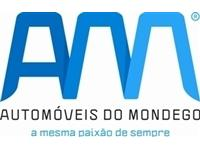 AM®
AUTOMÓVEIS DO MONDEGO
a mesma paixão de sempre